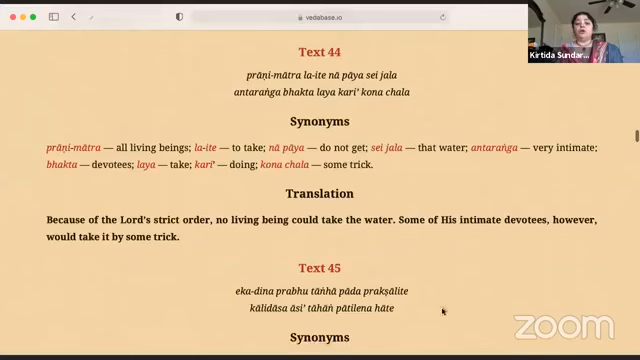 vedabase.io
Kirtida Sundar...
Text 44
prāṇi-mātra la-ite nā pāya sei jala
antaraṅga bhakta laya kari’ kona chala
Synonyms
prāṇi-mātra — all living beings; la-ite — to take; nā pāya — do not get; sei jala — that water; antaraṅga — very intimate;
bhakta — devotees; laya — take; kari’ — doing; kona chala — some trick.
Translation
Because of the Lord’s strict order, no living being could take the water. Some of His intimate devotees, however,
would take it by some trick.
Text 45
eka-dina prabhu tāṅhā pāda prakṣālite
kālidāsa āsi’ tāhāṅ pātilena hāte
Synonyms
zoom